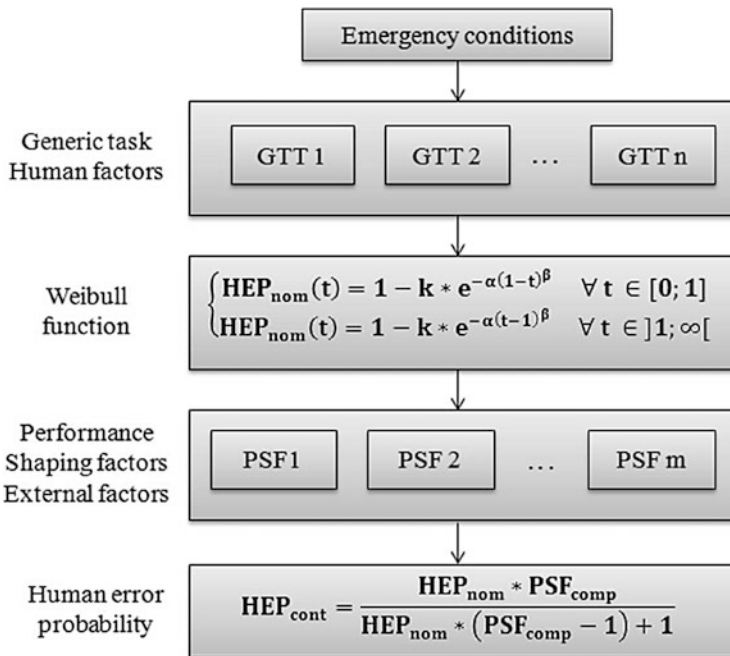 Emergency conditions
Generic task
Human factors
GTT 1 GTT 2 ... GTT n
Weibull
function
HEP_nom(t) = 1 − k * e^{−α(1−t)^β} ∀ t ∈ [0; 1]
HEP_nom(t) = 1 − k * e^{−α(t−1)^β} ∀ t ∈ ]1; ∞[
Performance
Shaping factors
External factors
PSF 1 PSF 2 ... PSF m
Human error
probability
HEP_cont = (HEP_nom * PSF_comp) / (HEP_nom * (PSF_comp − 1) + 1)